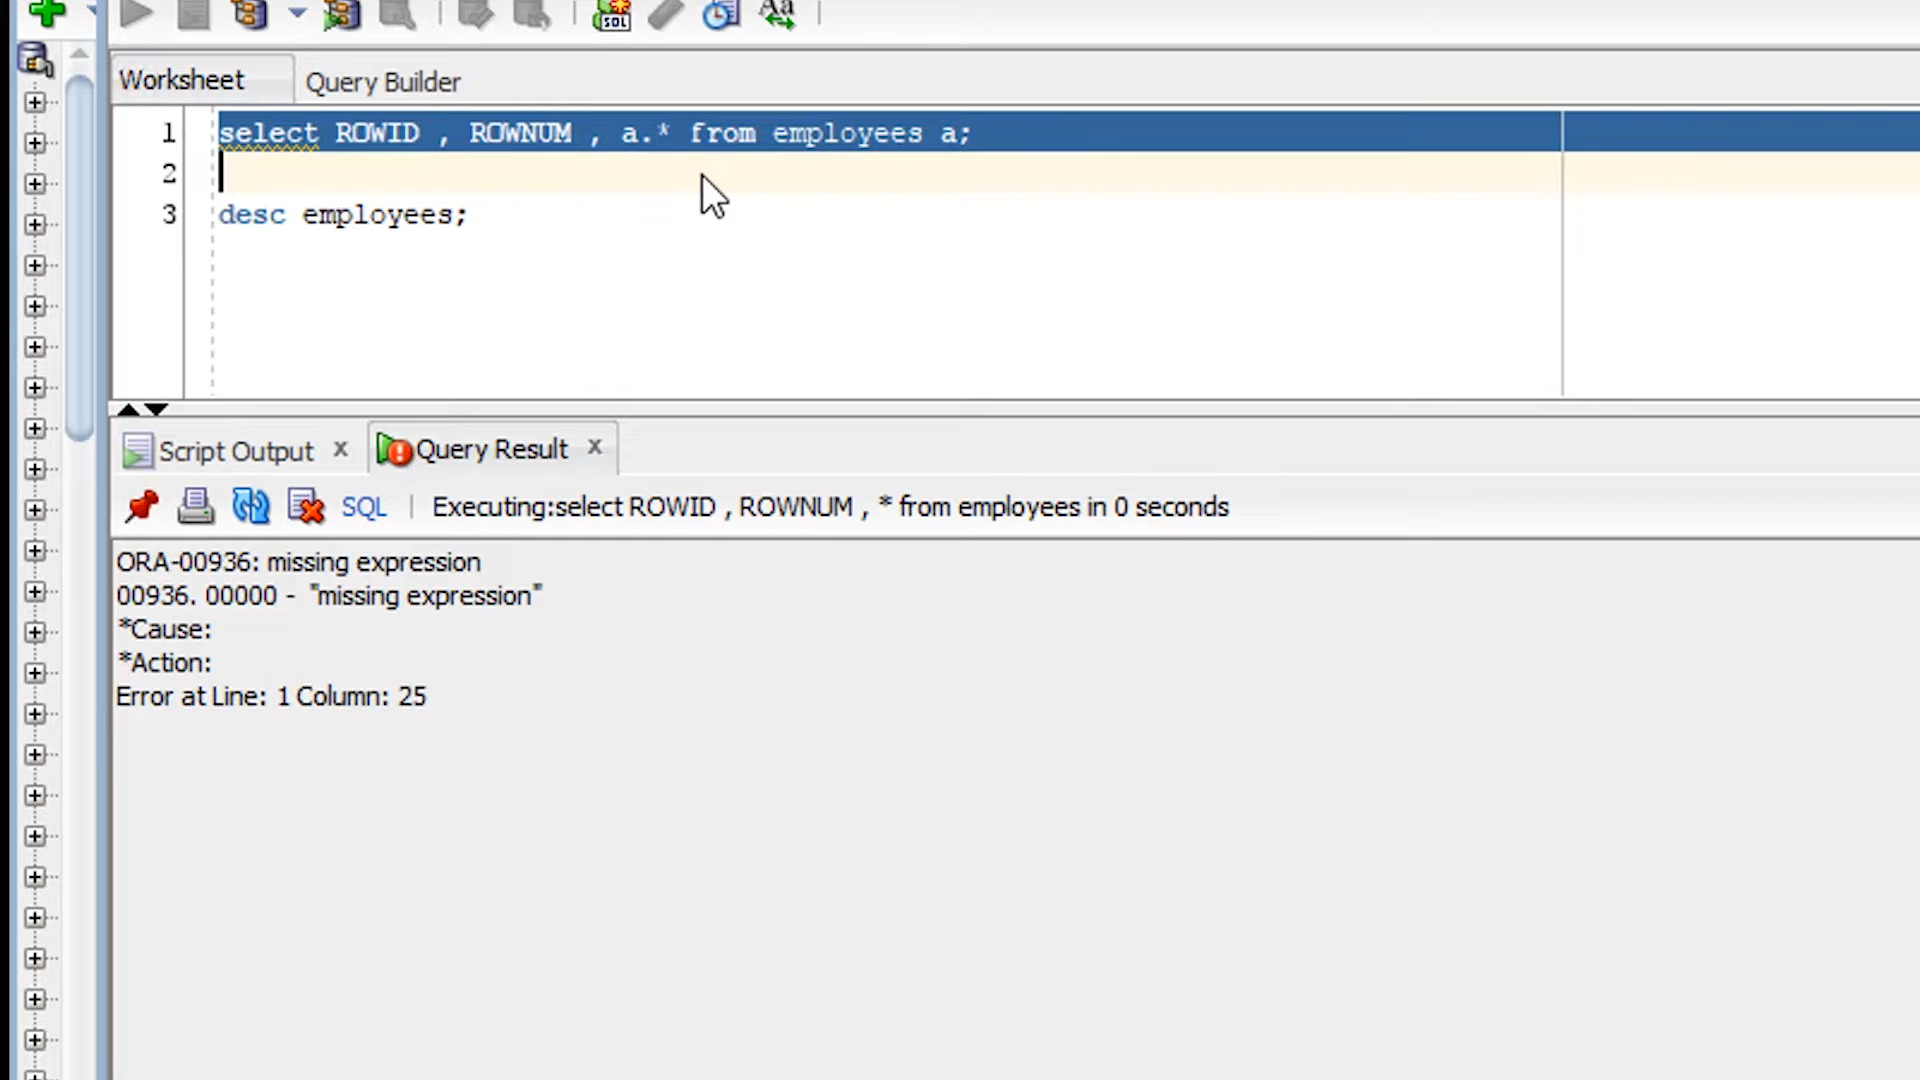 SQL
Aa
Worksheet
Query Builder
1 select ROWID , ROWNUM , a.* from employees a;
2
3 desc employees;
Script Output x
Query Result x
SQL | Executing:select ROWID , ROWNUM , * from employees in 0 seconds
ORA-00936: missing expression
00936. 00000 -  "missing expression"
*Cause:
*Action:
Error at Line: 1 Column: 25